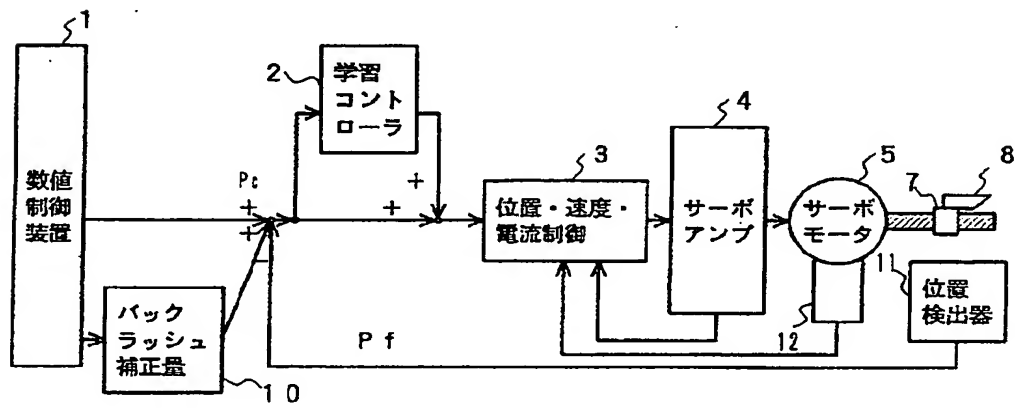 1
数値
制御
装置
2
学習
コント
ローラ
Pc
+
+
−
+
+
3
位置・速度・
電流制御
4
サーボ
アンプ
5
サーボ
モータ
7
8
11
位置
検出器
12
バック
ラッシュ
補正量
10
Pf